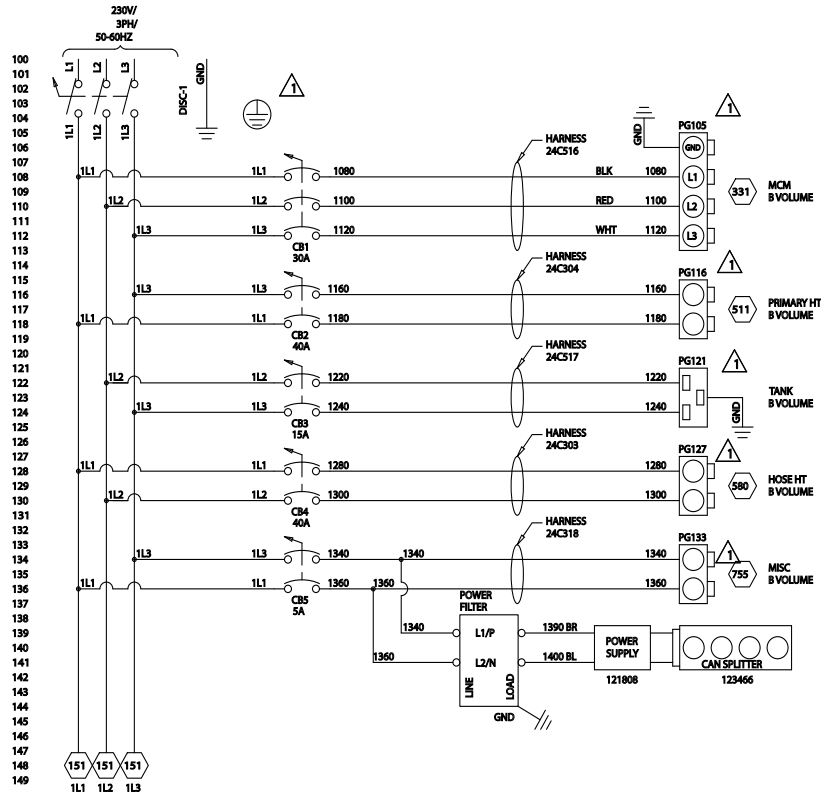 230V/
3PH/
50-60HZ
100
101
102
103
104
105
106
107
108
109
110
111
112
113
114
115
116
117
118
119
120
121
122
123
124
125
126
127
128
129
130
131
132
133
134
135
136
137
138
139
140
141
142
143
144
145
146
147
148
149
L1 L2 L3 GND
DISC-1
1L1 1L2 1L3
1
HARNESS
24C516
GND
PG105
1
GND
1L1 1L1 1080 BLK 1080 L1
1L2 1L2 1100 RED 1100 L2
1L3 1L3 1120 WHT 1120 L3
CB1
30A
331
MCM
B VOLUME
HARNESS
24C304
PG116
1
1L3 1L3 1160 1160
1L1 1L1 1180 1180
CB2
40A
511
PRIMARY HT
B VOLUME
HARNESS
24C517
PG121
1
1L2 1L2 1220 1220
1L3 1L3 1240 1240
CB3
15A
GND
TANK
B VOLUME
HARNESS
24C303
PG127
1
1L1 1L1 1280 1280
1L2 1L2 1300 1300
CB4
40A
580
HOSE HT
B VOLUME
HARNESS
24C318
PG133
1
1L3 1L3 1340 1340 1340
1L1 1L1 1360 1360 1360
CB5
5A
755
MISC
B VOLUME
POWER
FILTER
1340 L1/P 1390 BR
1360 L2/N 1400 BL
LINE LOAD
GND
POWER
SUPPLY
121808
CAN SPLITTER
123466
151 151 151
1L1 1L2 1L3